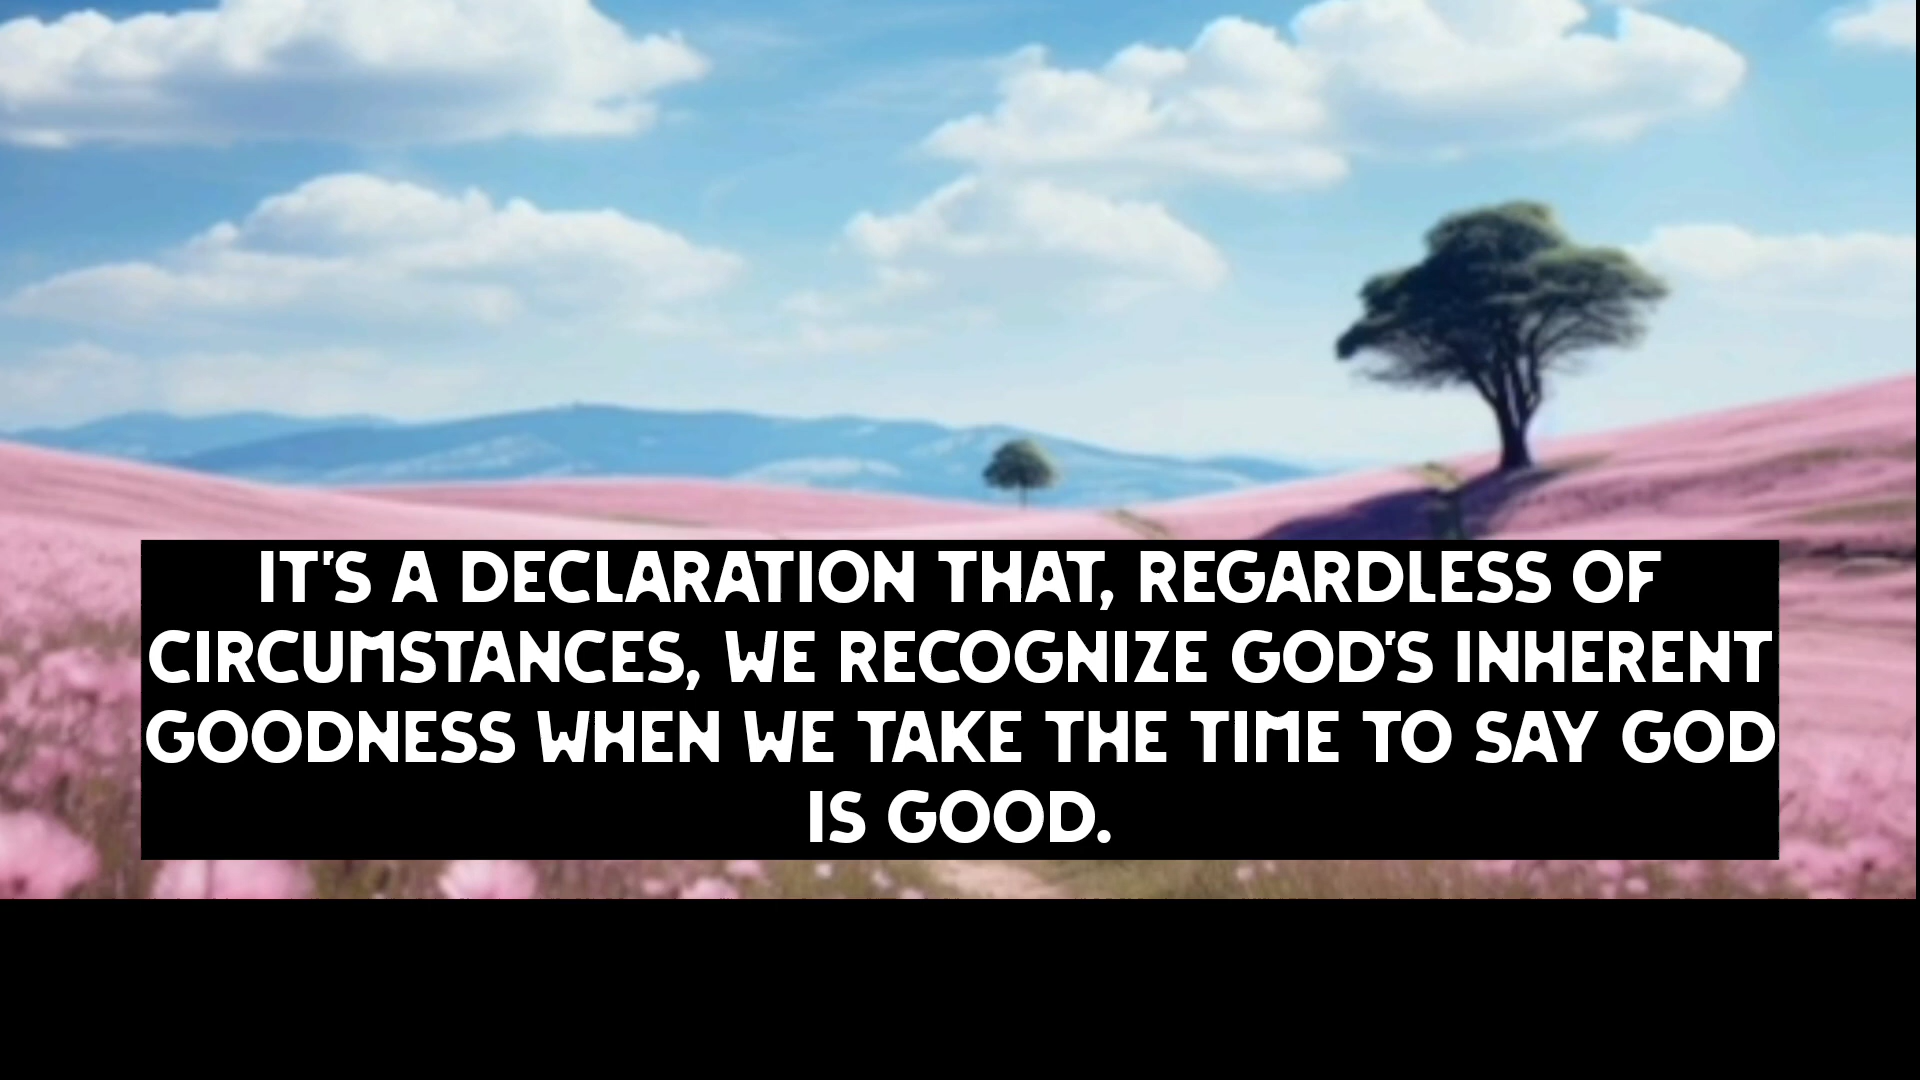 IT'S A DECLARATION THAT, REGARDLESS OF
CIRCUMSTANCES, WE RECOGNIZE GOD'S INHERENT
GOODNESS WHEN WE TAKE THE TIME TO SAY GOD
IS GOOD.